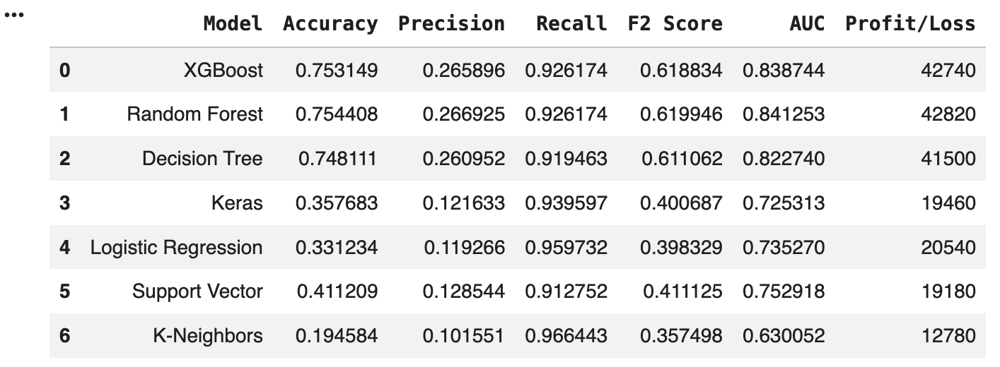 ...
Model Accuracy Precision Recall F2 Score AUC Profit/Loss
0 XGBoost 0.753149 0.265896 0.926174 0.618834 0.838744 42740
1 Random Forest 0.754408 0.266925 0.926174 0.619946 0.841253 42820
2 Decision Tree 0.748111 0.260952 0.919463 0.611062 0.822740 41500
3 Keras 0.357683 0.121633 0.939597 0.400687 0.725313 19460
4 Logistic Regression 0.331234 0.119266 0.959732 0.398329 0.735270 20540
5 Support Vector 0.411209 0.128544 0.912752 0.411125 0.752918 19180
6 K-Neighbors 0.194584 0.101551 0.966443 0.357498 0.630052 12780